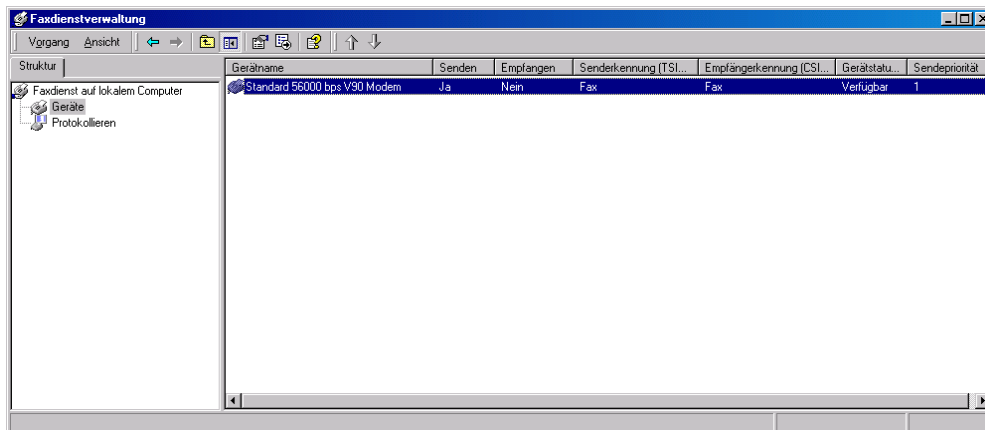 Faxdienstverwaltung
Vorgang Ansicht
Struktur
Faxdienst auf lokalem Computer
Geräte
Protokollieren
Gerätname Senden Empfangen Senderkennung (TSI... Empfängerkennung (CSI... Gerätstatu... Sendepriorität
Standard 56000 bps V90 Modem Ja Nein Fax Fax Verfügbar 1